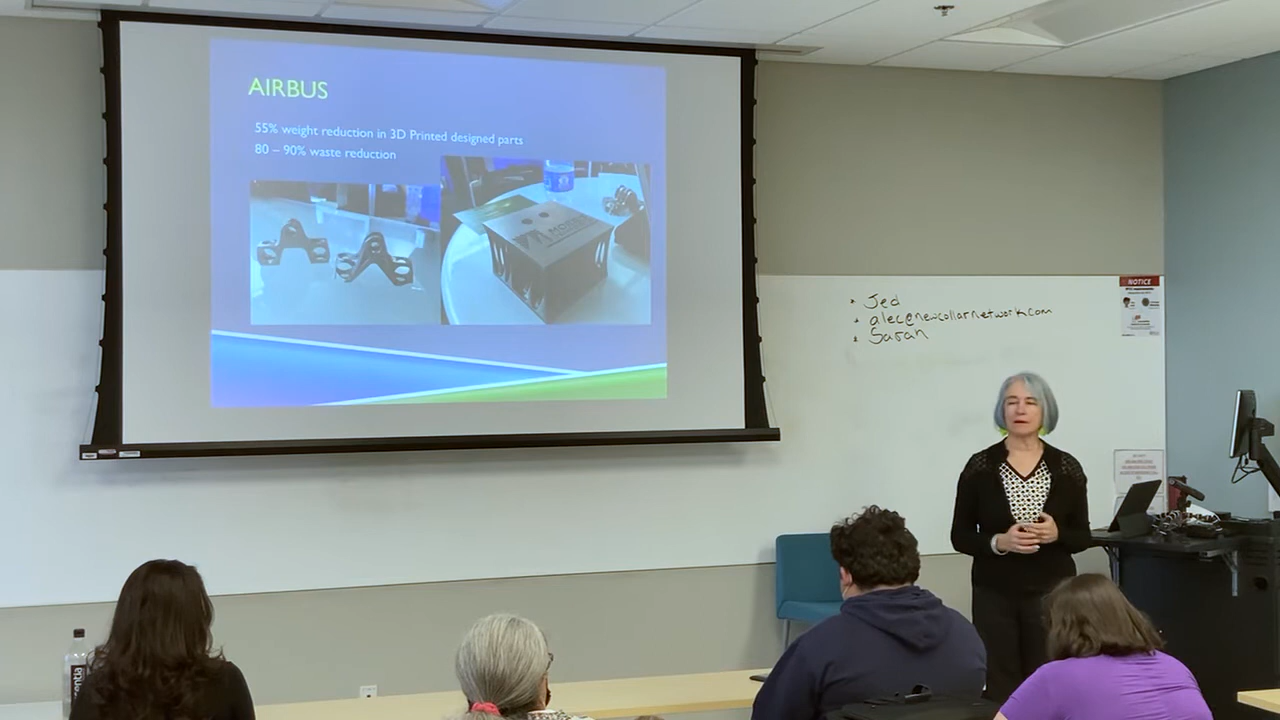 AIRBUS
55% weight reduction in 3D Printed designed parts
80 – 90% waste reduction
Jed
alec@newcollarnetwork.com
Sarah
NOTICE